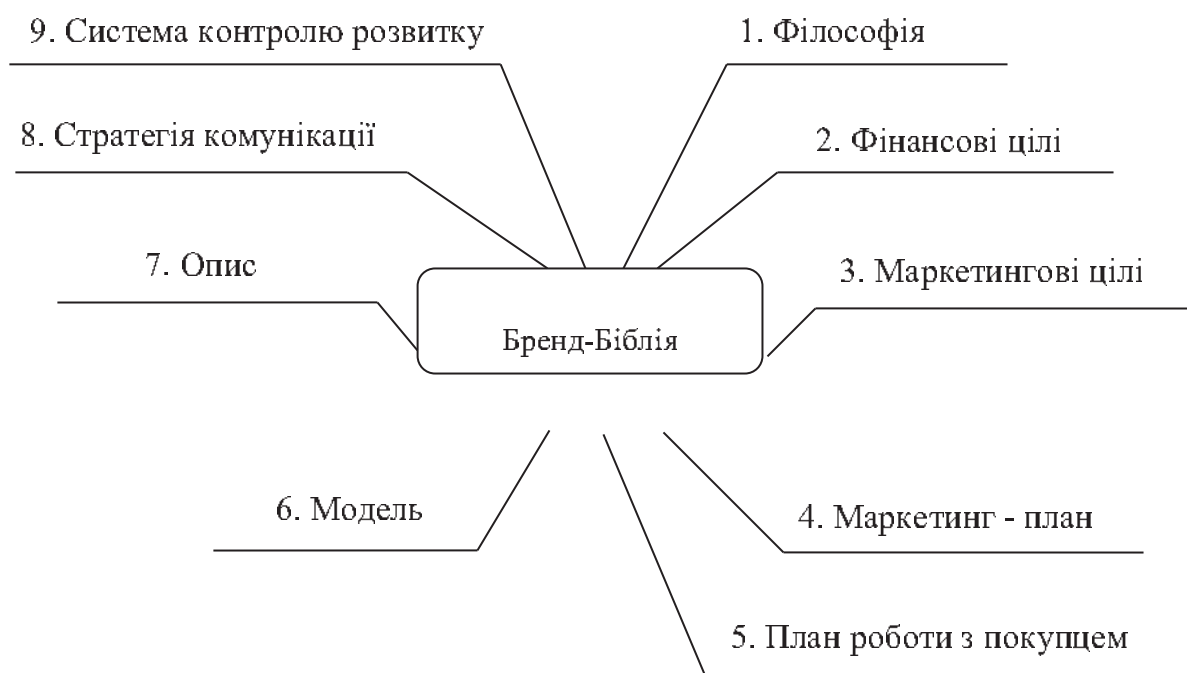 9. Система контролю розвитку
1. Філософія
8. Стратегія комунікації
2. Фінансові цілі
7. Опис
3. Маркетингові цілі
Бренд-Біблія
6. Модель
4. Маркетинг - план
5. План роботи з покупцем